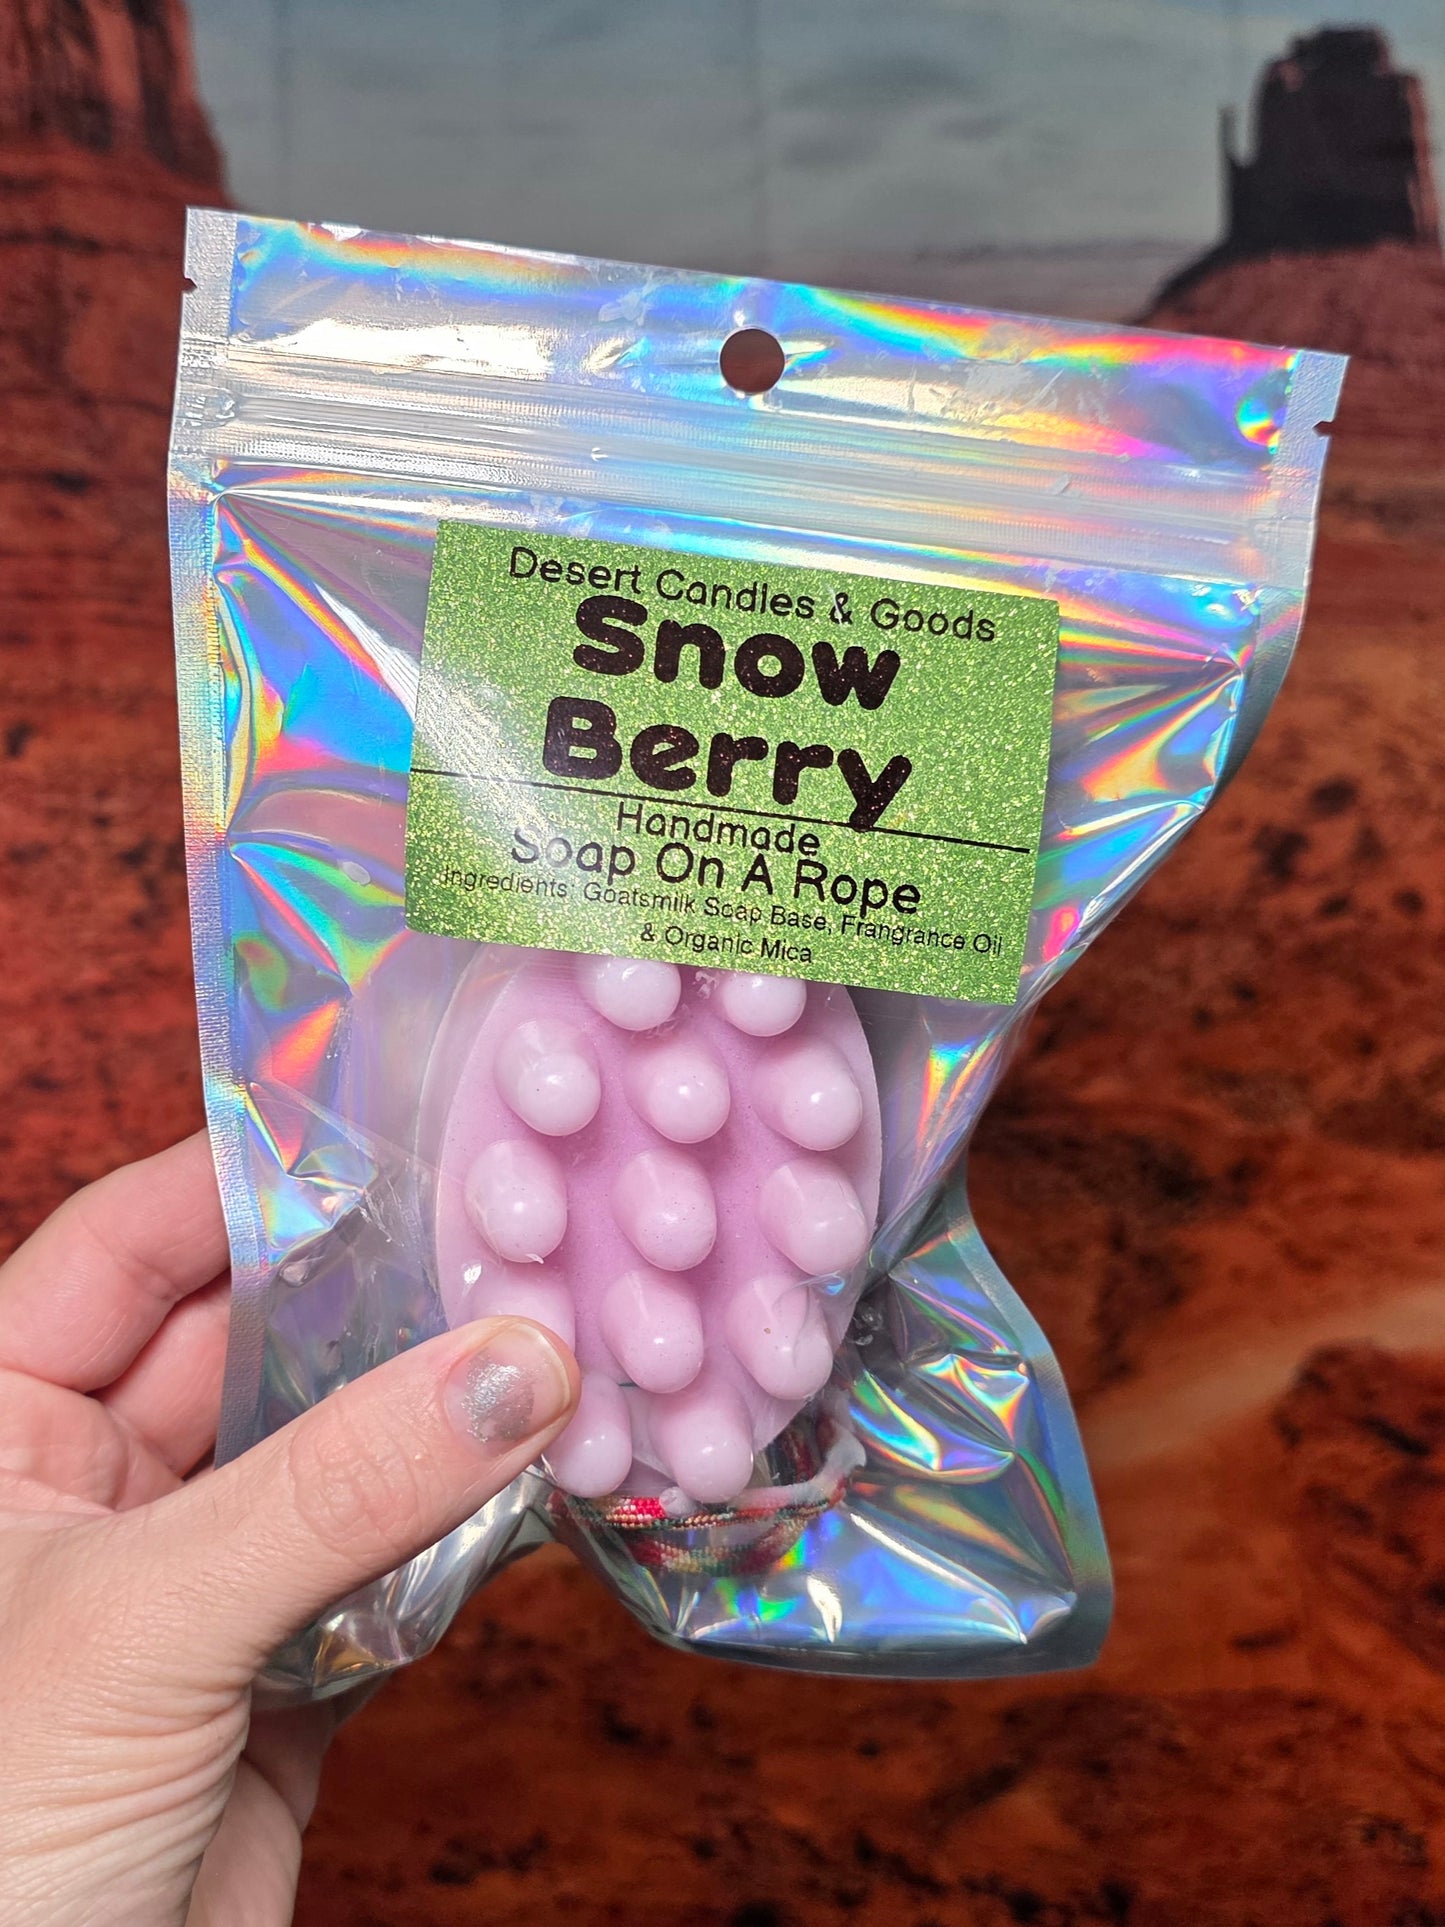 Desert Candles & Goods
Snow
Berry
Handmade
Soap On A Rope
Ingredients: Goatsmilk Soap Base, Frangrance Oil
& Organic Mica